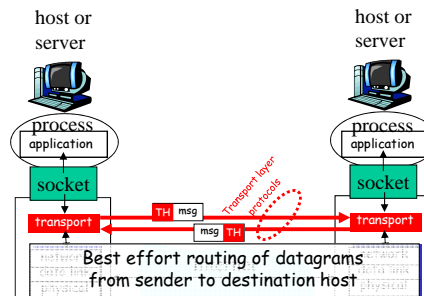 host or
server
host or
server
process
application
process
application
socket
socket
Transport layer
protocols
transport
TH msg
transport
msg TH
Best effort routing of datagrams
from sender to destination host